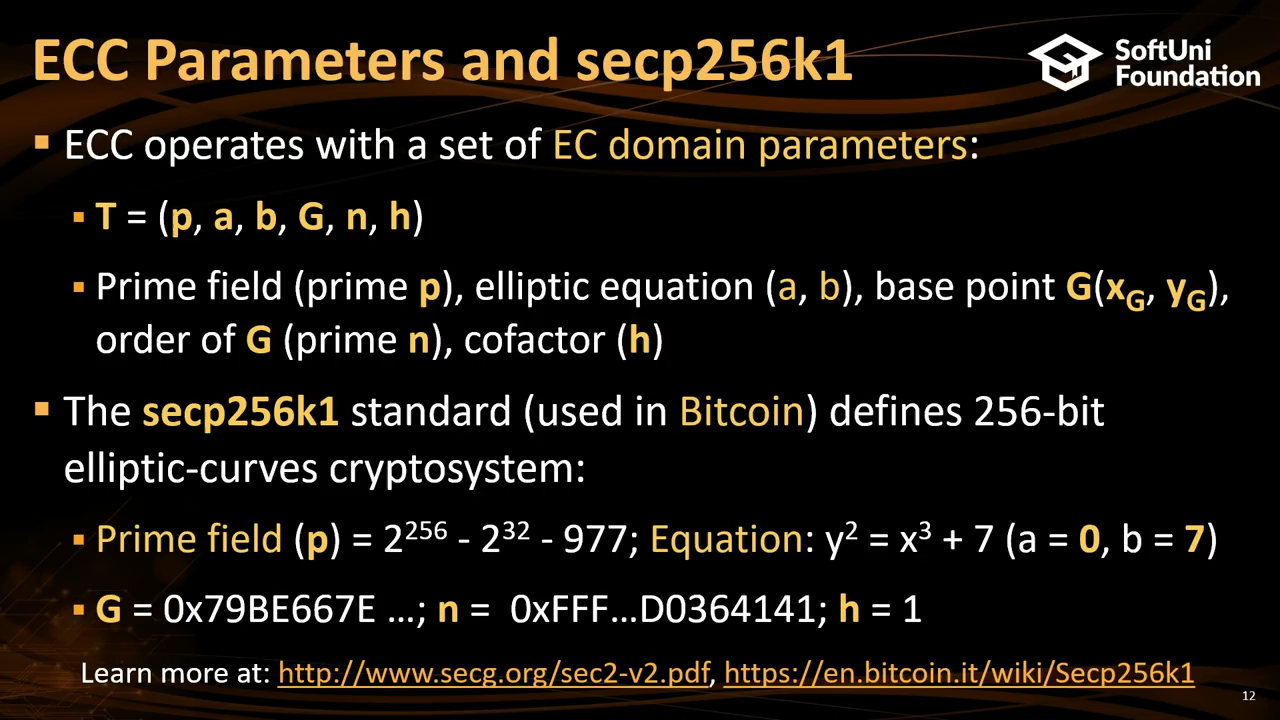 ECC Parameters and secp256k1
SoftUni
Foundation
▪ ECC operates with a set of EC domain parameters:
▪ T = (p, a, b, G, n, h)
▪ Prime field (prime p), elliptic equation (a, b), base point G(x_G, y_G),
order of G (prime n), cofactor (h)
▪ The secp256k1 standard (used in Bitcoin) defines 256-bit
elliptic-curves cryptosystem:
▪ Prime field (p) = 2²⁵⁶ - 2³² - 977; Equation: y² = x³ + 7 (a = 0, b = 7)
▪ G = 0x79BE667E ...; n = 0xFFF...D0364141; h = 1
Learn more at: http://www.secg.org/sec2-v2.pdf, https://en.bitcoin.it/wiki/Secp256k1
12